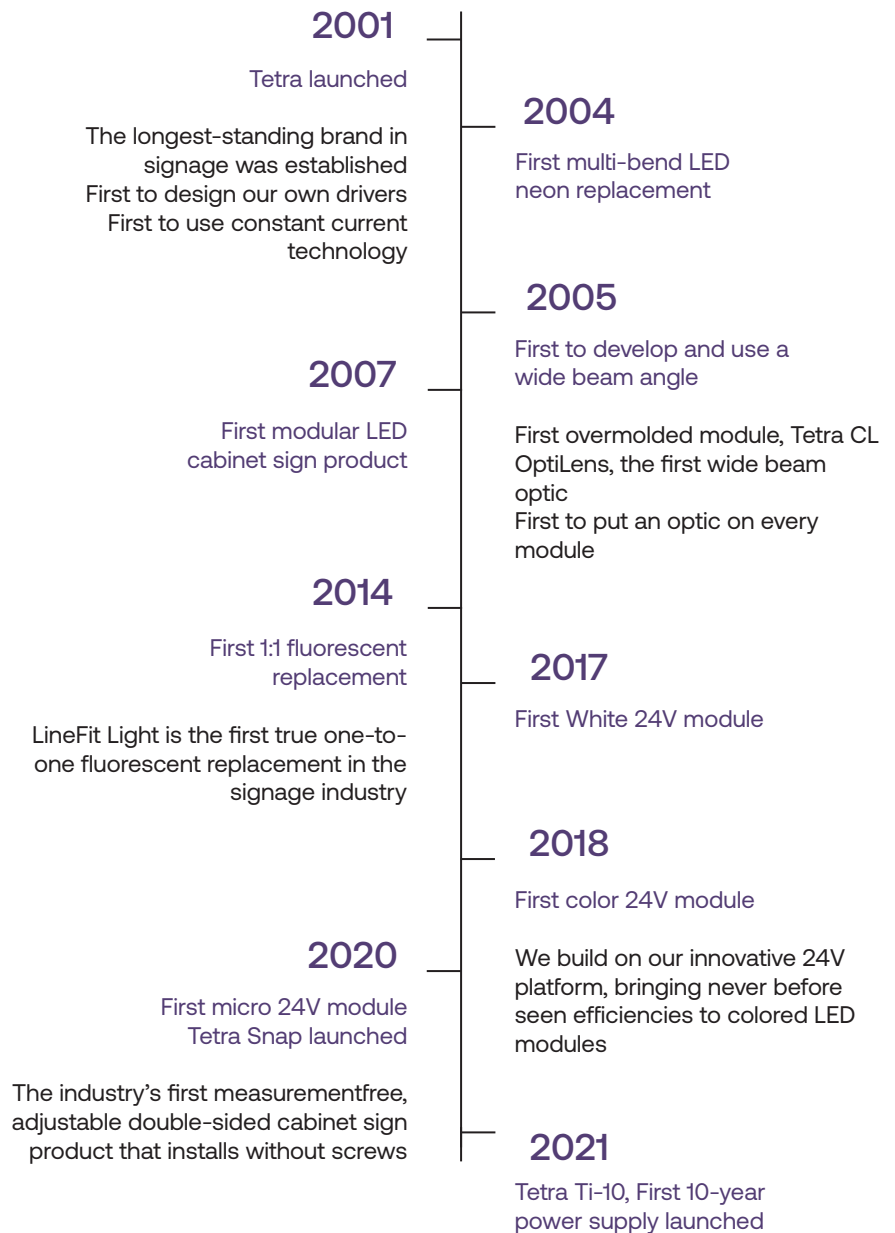 2001
Tetra launched
The longest-standing brand in
signage was established
First to design our own drivers
First to use constant current
technology
2004
First multi-bend LED
neon replacement
2005
First to develop and use a
wide beam angle
First overmolded module, Tetra CL
OptiLens, the first wide beam
optic
First to put an optic on every
module
2007
First modular LED
cabinet sign product
2014
First 1:1 fluorescent
replacement
LineFit Light is the first true one-to-
one fluorescent replacement in the
signage industry
2017
First White 24V module
2018
First color 24V module
We build on our innovative 24V
platform, bringing never before
seen efficiencies to colored LED
modules
2020
First micro 24V module
Tetra Snap launched
The industry’s first measurementfree,
adjustable double-sided cabinet sign
product that installs without screws
2021
Tetra Ti-10, First 10-year
power supply launched